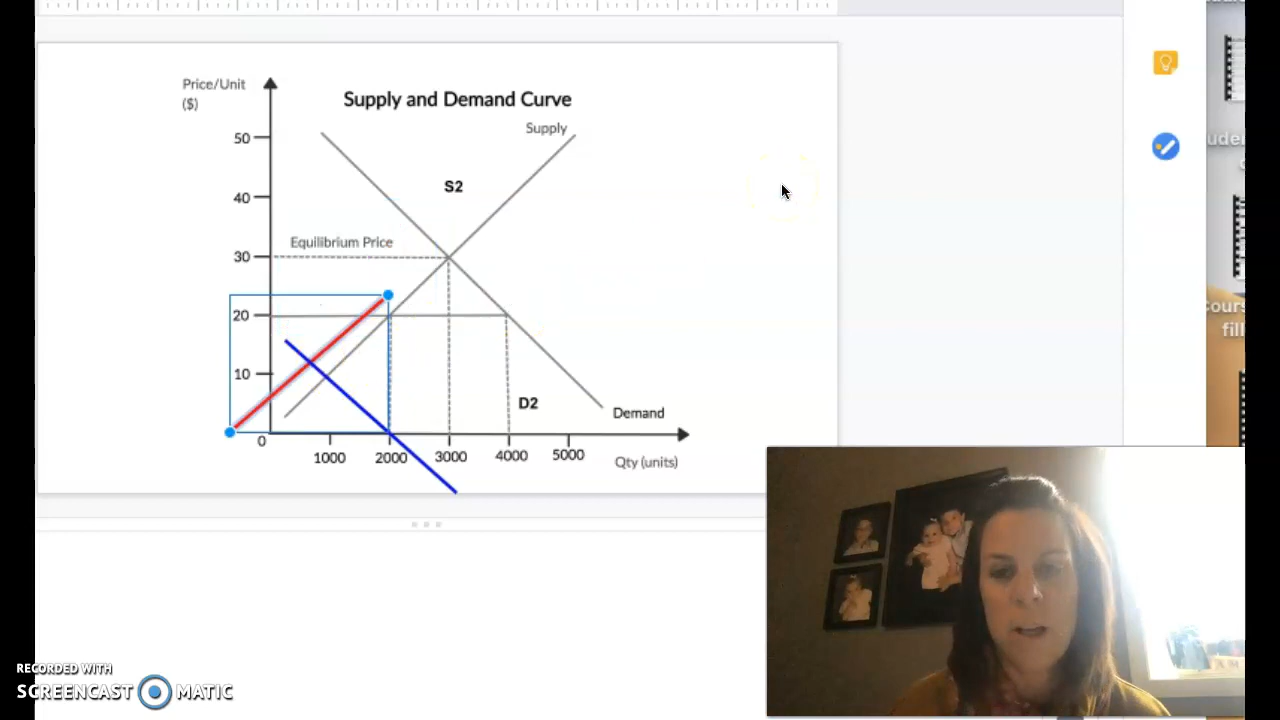 Price/Unit
($)
Supply and Demand Curve
Supply
50
S2
40
Equilibrium Price
30
20
10
D2
Demand
0
1000
2000
3000
4000
5000
Qty (units)
RECORDED WITH
SCREENCAST MATIC